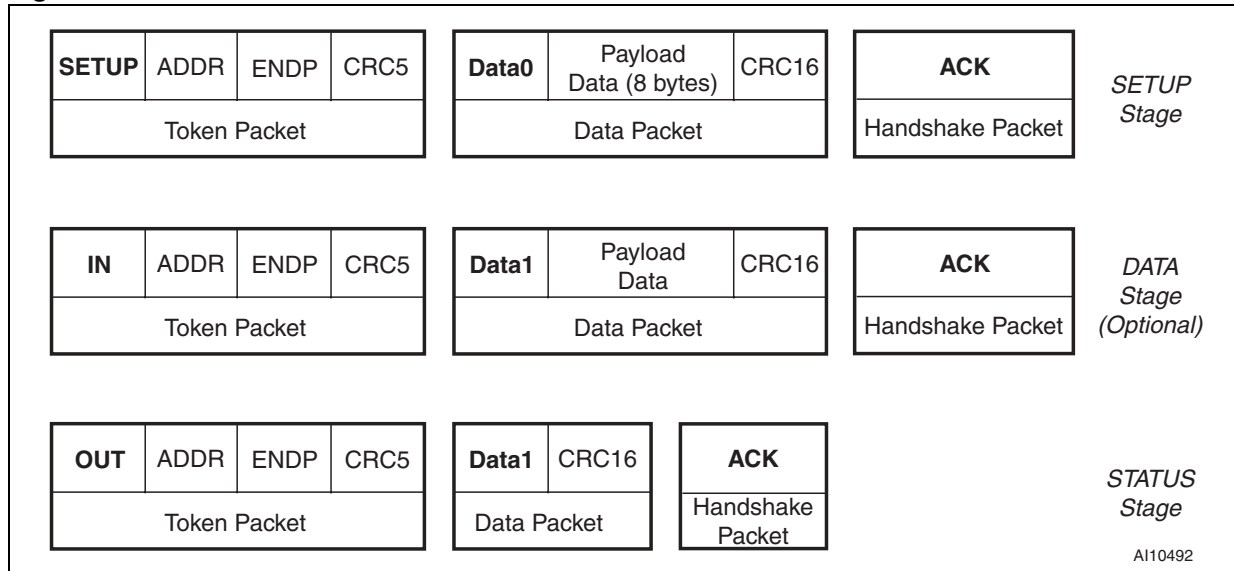 SETUP ADDR ENDP CRC5 Data0 Payload Data (8 bytes) CRC16 ACK
Token Packet Data Packet Handshake Packet
SETUP
Stage
IN ADDR ENDP CRC5 Data1 Payload Data CRC16 ACK
Token Packet Data Packet Handshake Packet
DATA
Stage
(Optional)
OUT ADDR ENDP CRC5 Data1 CRC16 ACK
Token Packet Data Packet Handshake Packet
STATUS
Stage
AI10492